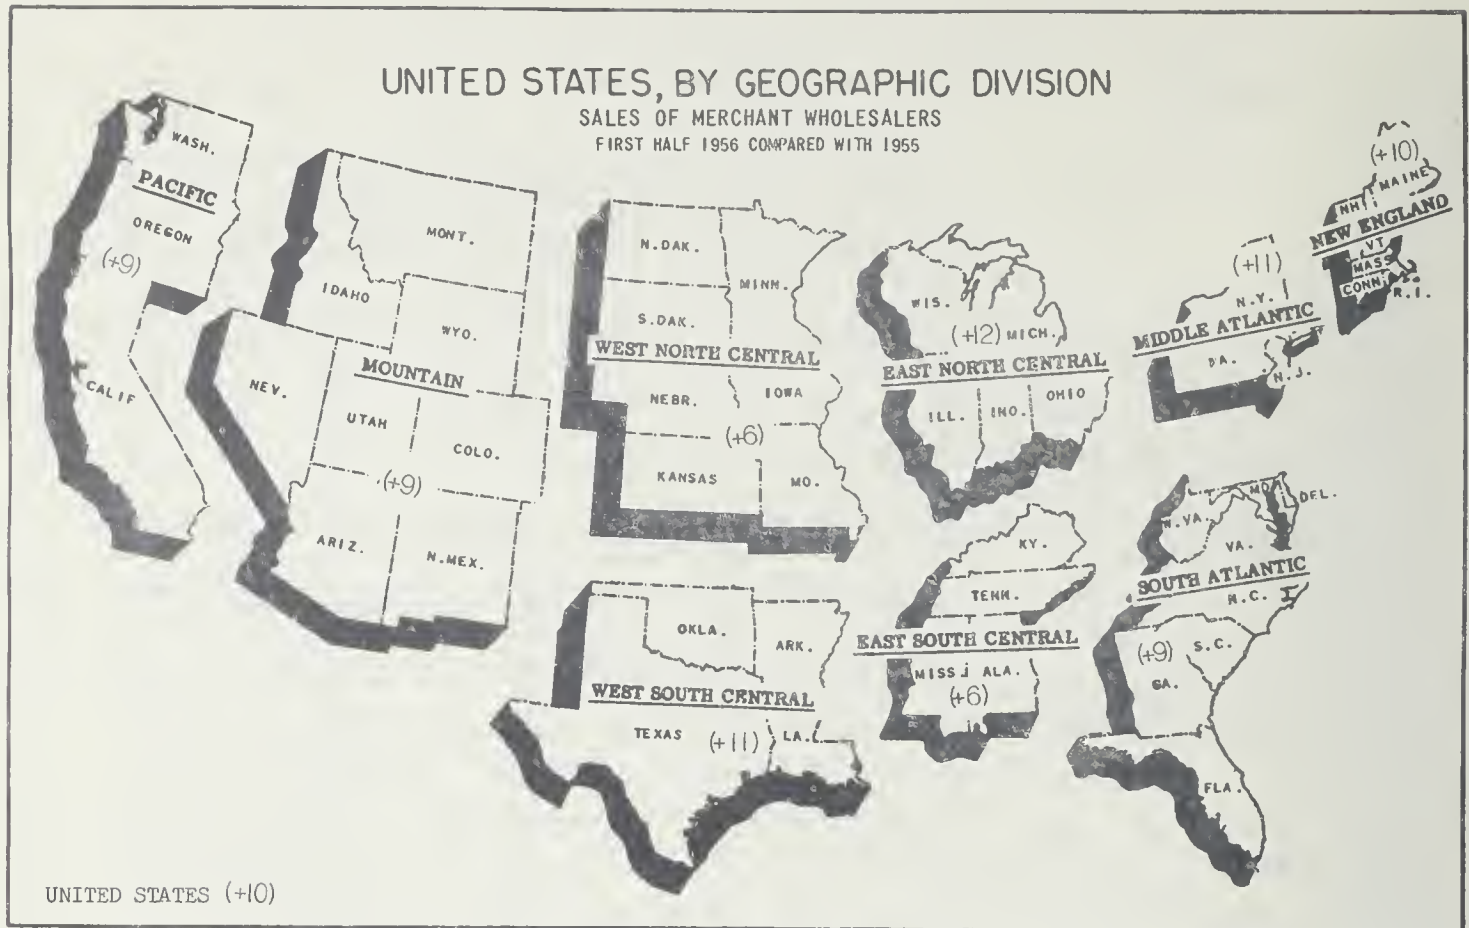 UNITED STATES, BY GEOGRAPHIC DIVISION
SALES OF MERCHANT WHOLESALERS
FIRST HALF 1956 COMPARED WITH 1955
WASH.
PACIFIC
OREGON
(+9)
CALIF
MONT.
IDAHO
WYO.
MOUNTAIN
NEV.
UTAH
COLO.
(+9)
ARIZ.
N.MEX.
N.DAK.
MINN.
S.DAK.
WEST NORTH CENTRAL
NEBR.
IOWA
(+6)
KANSAS
MO.
WIS.
(+12) MICH.
EAST NORTH CENTRAL
ILL.
IND.
OHIO
(+11)
N.Y.
MIDDLE ATLANTIC
PA.
N.J.
(+10)
MAINE
NH
NEW ENGLAND
VT
MASS
CONN
R.I.
OKLA.
ARK.
WEST SOUTH CENTRAL
TEXAS
(+11)
LA.
KY.
TENN.
EAST SOUTH CENTRAL
MISS
ALA.
(+6)
MD
DEL.
W.VA.
VA.
SOUTH ATLANTIC
N.C.
(+9)
S.C.
GA.
FLA.
UNITED STATES (+10)